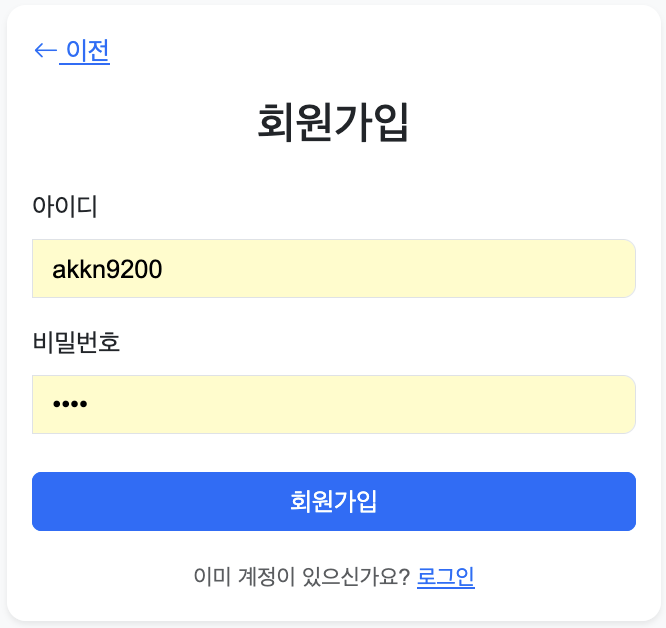 ← 이전
회원가입
아이디
akkn9200
비밀번호
••••
회원가입
이미 계정이 있으신가요? 로그인